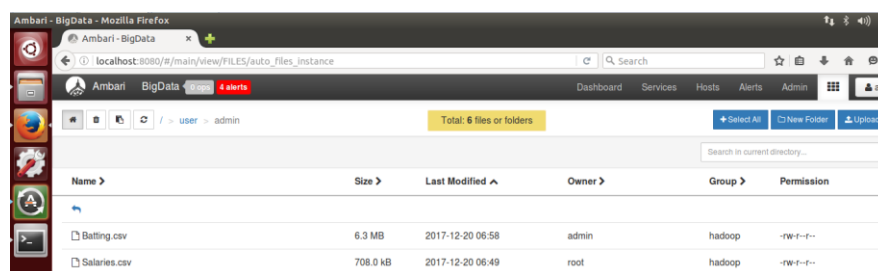 Ambari - BigData - Mozilla Firefox
Ambari - BigData
localhost:8080/#/main/view/FILES/auto_files_instance
Search
Ambari BigData 0 ops 4 alerts Dashboard Services Hosts Alerts Admin
/ > user > admin Total: 6 files or folders +Select All New Folder Upload
Search in current directory...
Name > Size > Last Modified Owner > Group > Permission
Batting.csv 6.3 MB 2017-12-20 06:58 admin hadoop -rw-r--r--
Salaries.csv 708.0 kB 2017-12-20 06:49 root hadoop -rw-r--r--